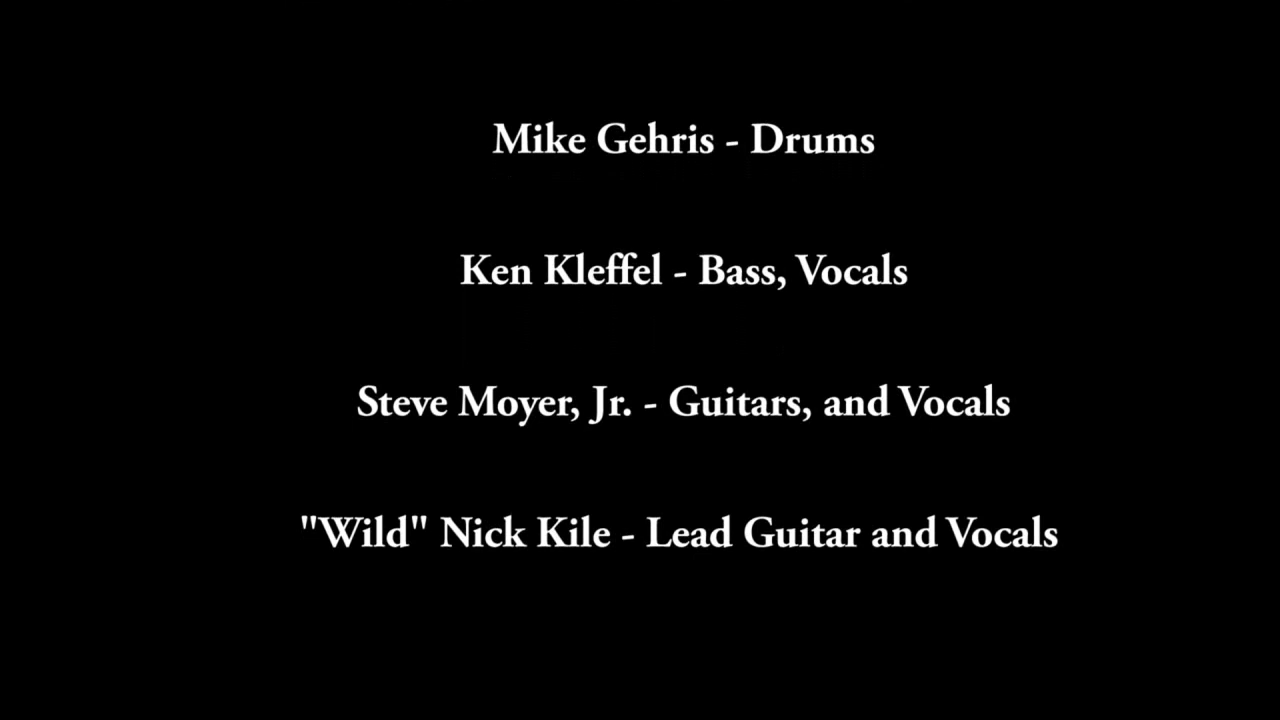 Mike Gehris - Drums
Ken Kleffel - Bass, Vocals
Steve Moyer, Jr. - Guitars, and Vocals
"Wild" Nick Kile - Lead Guitar and Vocals